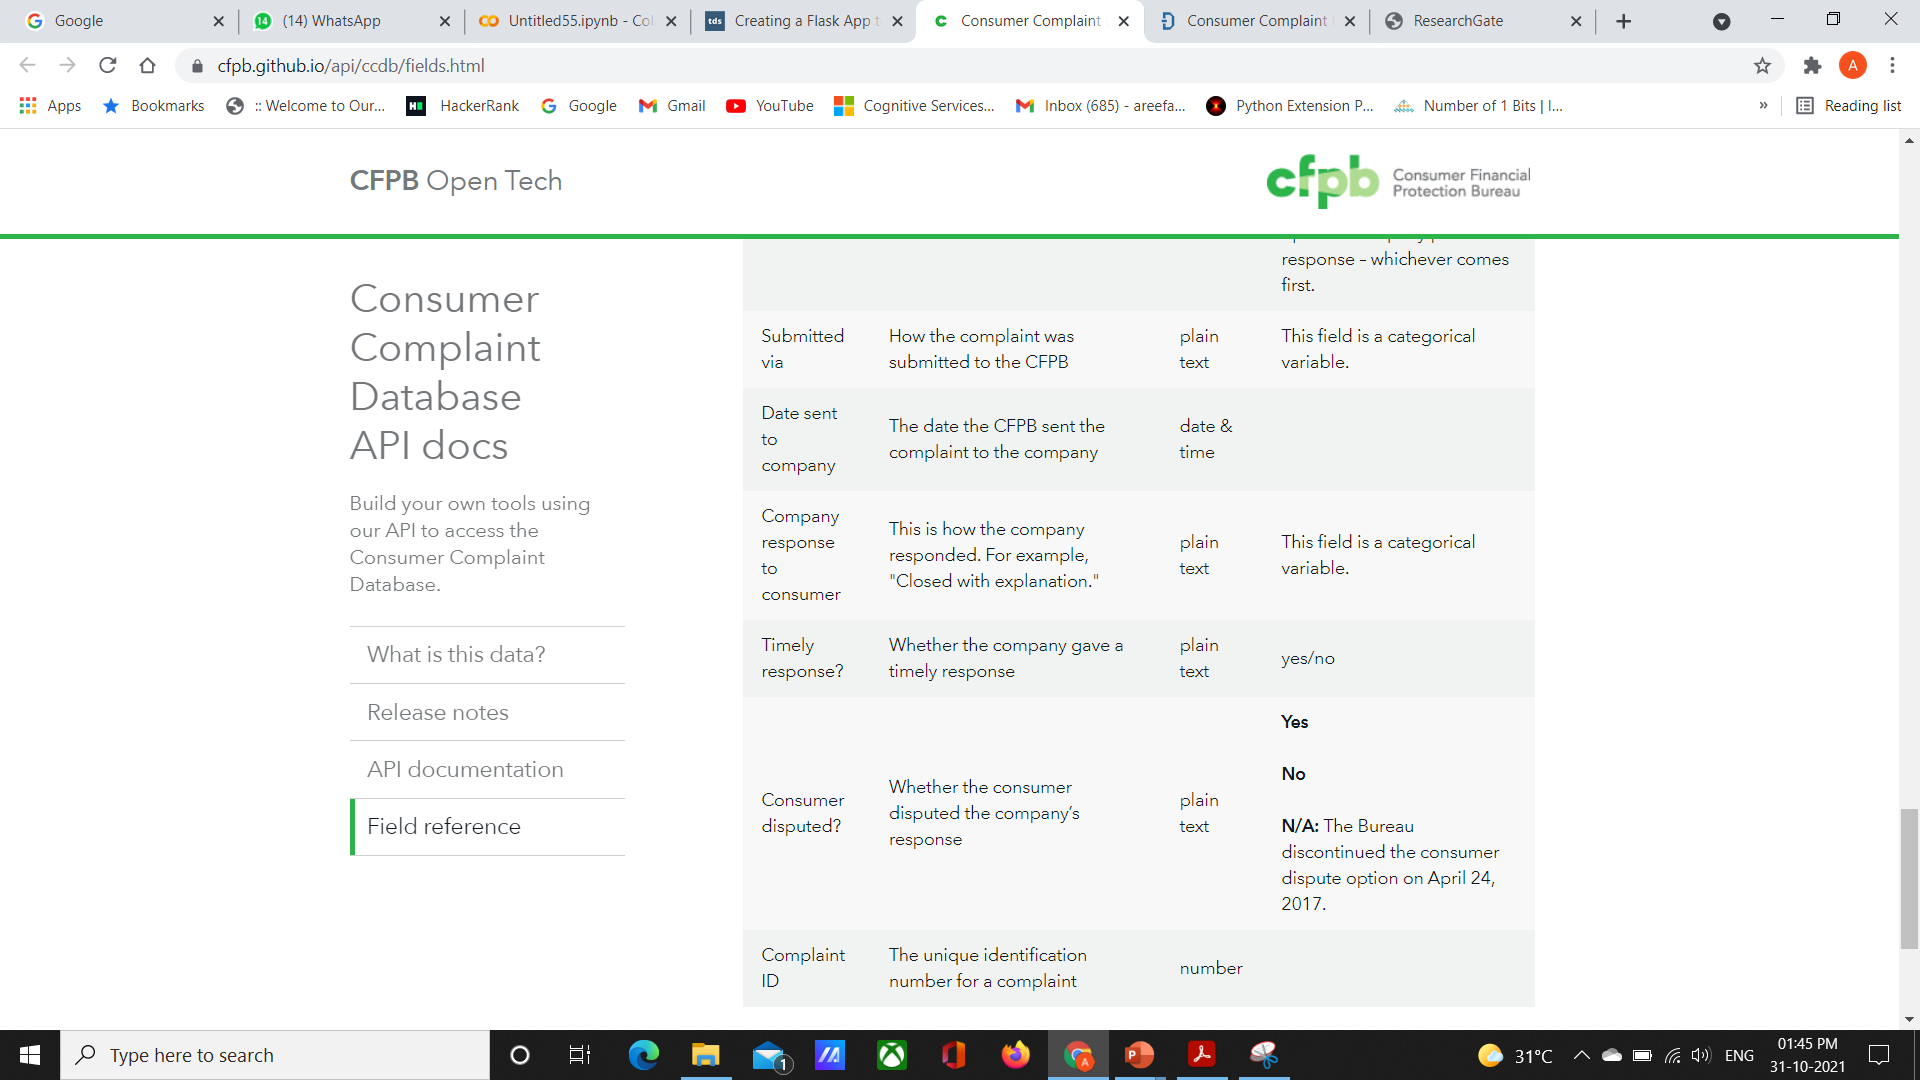 Google
(14) WhatsApp
Untitled55.ipynb - Col
Creating a Flask App t
Consumer Complaint
Consumer Complaint
ResearchGate
cfpb.github.io/api/ccdb/fields.html
A
Apps
Bookmarks
:: Welcome to Our...
HackerRank
Google
Gmail
YouTube
Cognitive Services...
Inbox (685) - areefa...
Python Extension P...
Number of 1 Bits | l...
»
Reading list
CFPB Open Tech
cfpb
Consumer Financial
Protection Bureau
Consumer
Complaint
Database
API docs
Build your own tools using
our API to access the
Consumer Complaint
Database.
What is this data?
Release notes
API documentation
Field reference
response – whichever comes
first.
Submitted
via
How the complaint was
submitted to the CFPB
plain
text
This field is a categorical
variable.
Date sent
to
company
The date the CFPB sent the
complaint to the company
date &
time
Company
response
to
consumer
This is how the company
responded. For example,
"Closed with explanation."
plain
text
This field is a categorical
variable.
Timely
response?
Whether the company gave a
timely response
plain
text
yes/no
Consumer
disputed?
Whether the consumer
disputed the company’s
response
plain
text
Yes
No
N/A: The Bureau
discontinued the consumer
dispute option on April 24,
2017.
Complaint
ID
The unique identification
number for a complaint
number
Type here to search
1
31°C
ENG
01:45 PM
31-10-2021